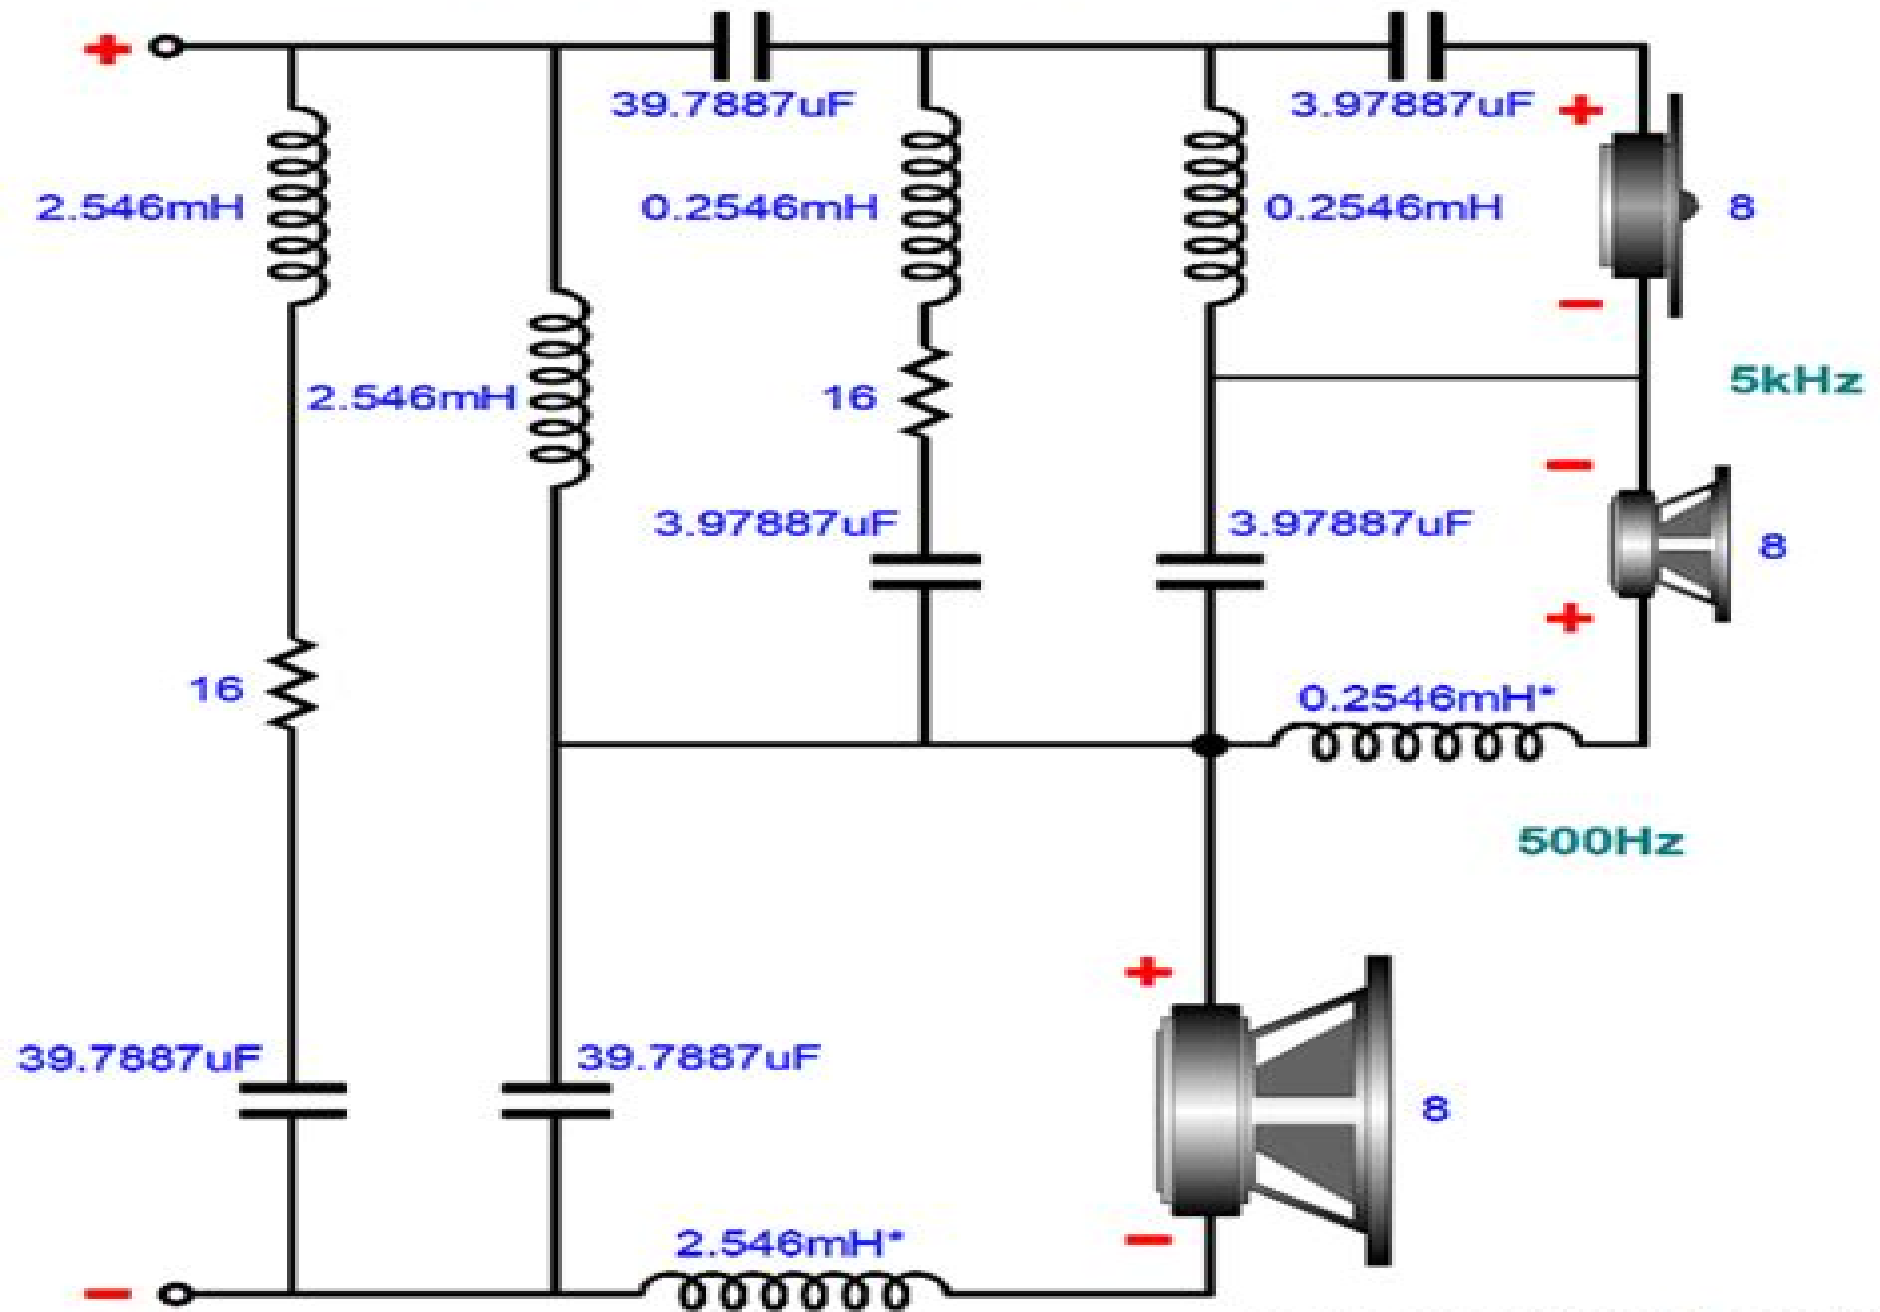 +
39.7887uF
3.97887uF
+
2.546mH
0.2546mH
0.2546mH
8
−
2.546mH
16
5kHz
−
3.97887uF
3.97887uF
8
+
16
0.2546mH*
500Hz
+
39.7887uF
39.7887uF
8
2.546mH*
−
−